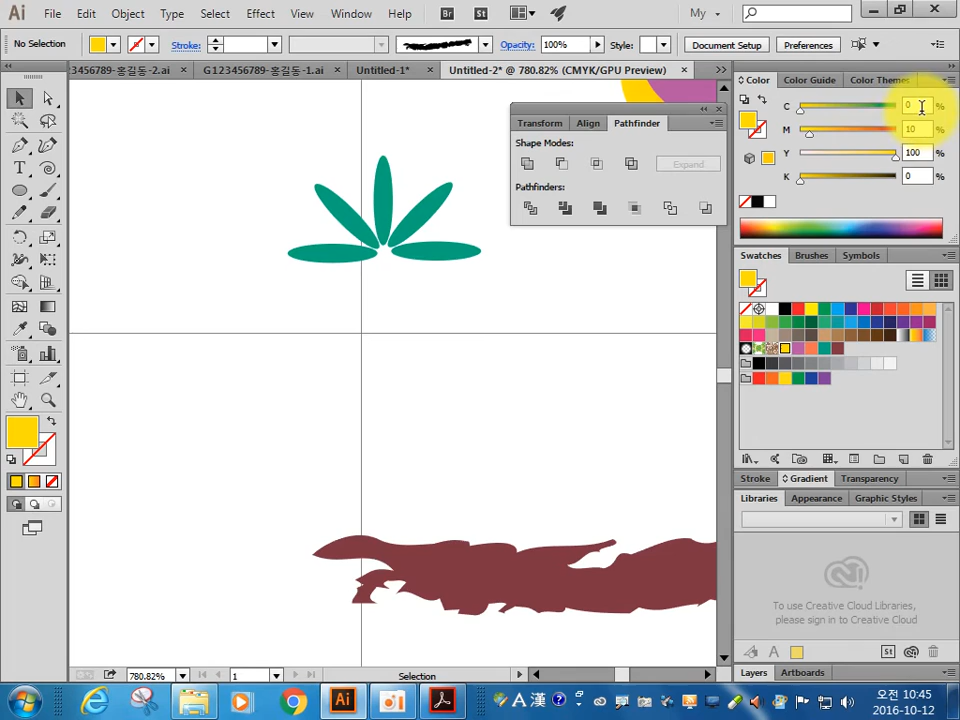 Ai File Edit Object Type Select Effect View Window Help Br St My
No Selection Stroke: Opacity: 100% Style: Document Setup Preferences
:3456789-홍길동-2.ai × G123456789-홍길동-1.ai × Untitled-1* × Untitled-2* @ 780.82% (CMYK/GPU Preview) ×
Color Color Guide Color Themes
C 0 %
M 10 %
Y 100 %
K 0 %
Transform Align Pathfinder
Shape Modes:
Expand
Pathfinders:
Swatches Brushes Symbols
Stroke Gradient Transparency
Libraries Appearance Graphic Styles
To use Creative Cloud Libraries,
please sign in to Creative Cloud
St
Layers Artboards
780.82% 1 Selection
Ai A 漢 오전 10:45
2016-10-12